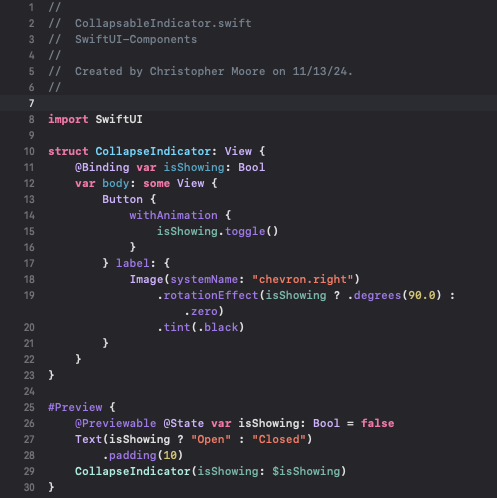 1 //
2 //  CollapsableIndicator.swift
3 //  SwiftUI-Components
4 //
5 //  Created by Christopher Moore on 11/13/24.
6 //
7
8 import SwiftUI
9
10 struct CollapseIndicator: View {
11     @Binding var isShowing: Bool
12     var body: some View {
13         Button {
14             withAnimation {
15                 isShowing.toggle()
16             }
17         } label: {
18             Image(systemName: "chevron.right")
19                 .rotationEffect(isShowing ? .degrees(90.0) :
                    .zero)
20                 .tint(.black)
21         }
22     }
23 }
24
25 #Preview {
26     @Previewable @State var isShowing: Bool = false
27     Text(isShowing ? "Open" : "Closed")
28         .padding(10)
29     CollapseIndicator(isShowing: $isShowing)
30 }